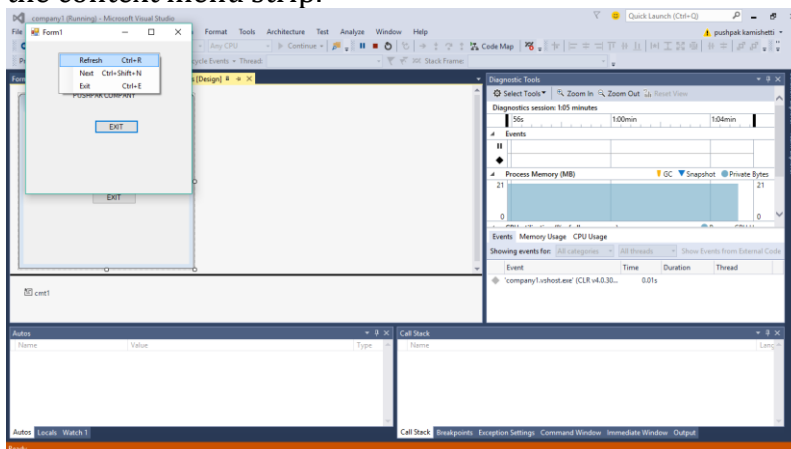 the context menu strip.
company1 (Running) - Microsoft Visual Studio
Quick Launch (Ctrl+Q)
File
Form1
Format Tools Architecture Test Analyze Window Help
pushpak kamishetti
Any CPU
Continue
Code Map
Refresh Ctrl+R
Next Ctrl+Shift+N
Exit Ctrl+E
cycle Events
Thread:
Stack Frame:
[Design]
EXIT
EXIT
Diagnostic Tools
Select Tools Zoom In Zoom Out Reset View
Diagnostics session: 1:05 minutes
56s 1:00min 1:04min
Events
Process Memory (MB) GC Snapshot Private Bytes
21 21
0 0
Events Memory Usage CPU Usage
Showing events for: All categories All threads Show Events from External Code
Event Time Duration Thread
'company1.vshost.exe' (CLR v4.0.30... 0.01s
cmt1
Autos
Name Value Type
Call Stack
Name Lang
Autos Locals Watch 1
Call Stack Breakpoints Exception Settings Command Window Immediate Window Output
Ready